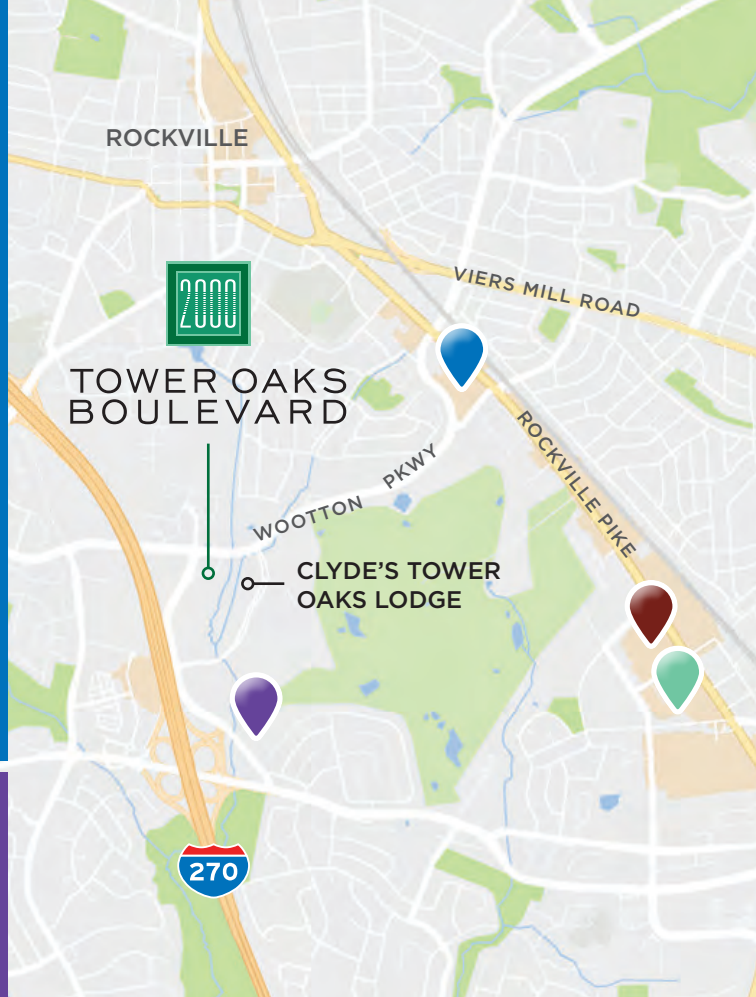 ROCKVILLE
VIERS MILL ROAD
2000
TOWER OAKS
BOULEVARD
ROCKVILLE PIKE
WOOTTON PKWY
CLYDE'S TOWER
OAKS LODGE
270